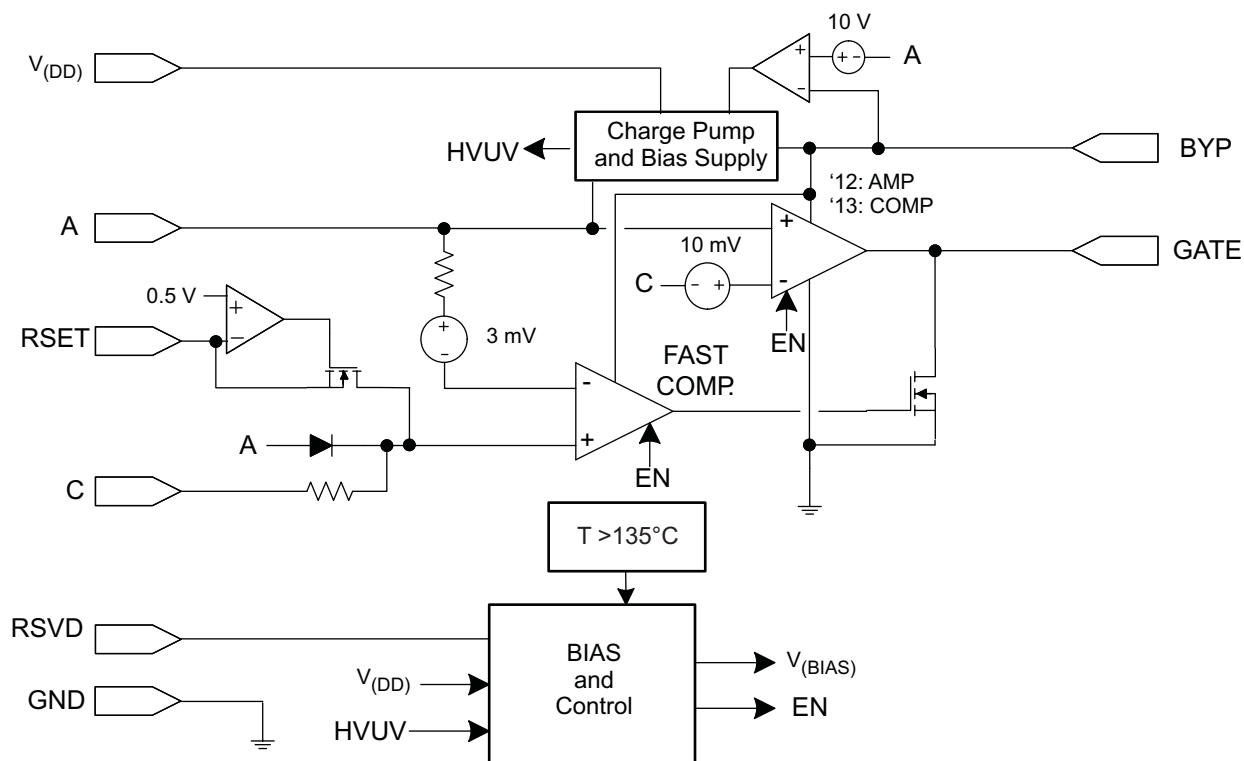 10 V
V(DD)
+
-
+ -
A
Charge Pump
and Bias Supply
HVUV
BYP
‘12: AMP
‘13: COMP
A
+
10 mV
C
- +
-
GATE
EN
0.5 V
+
-
RSET
+
-
3 mV
FAST
COMP.
-
+
A
EN
C
T >135°C
RSVD
BIAS
and
Control
V(DD)
V(BIAS)
GND
EN
HVUV